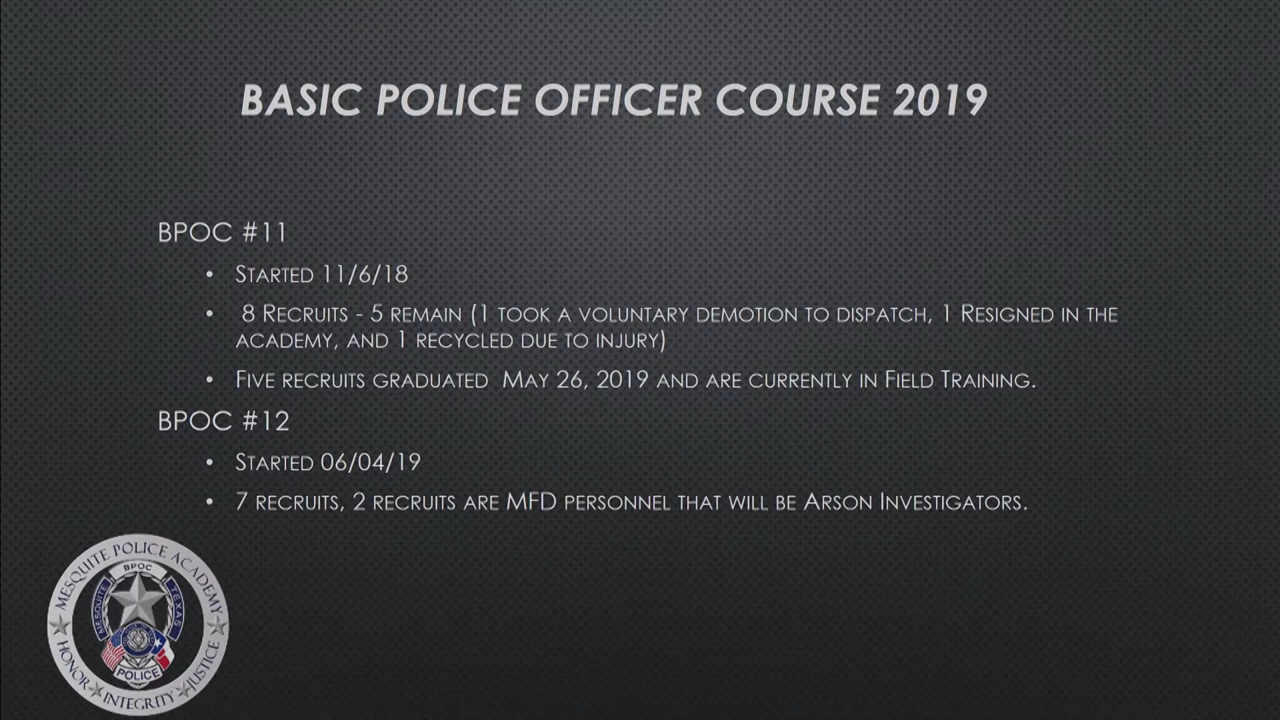 BASIC POLICE OFFICER COURSE 2019
BPOC #11
• STARTED 11/6/18
• 8 RECRUITS - 5 REMAIN (1 TOOK A VOLUNTARY DEMOTION TO DISPATCH, 1 RESIGNED IN THE
ACADEMY, AND 1 RECYCLED DUE TO INJURY)
• FIVE RECRUITS GRADUATED MAY 26, 2019 AND ARE CURRENTLY IN FIELD TRAINING.
BPOC #12
• STARTED 06/04/19
• 7 RECRUITS, 2 RECRUITS ARE MFD PERSONNEL THAT WILL BE ARSON INVESTIGATORS.
MESQUITE POLICE ACADEMY
BPOC
MESQUITE
TEXAS
POLICE
HONOR INTEGRITY JUSTICE